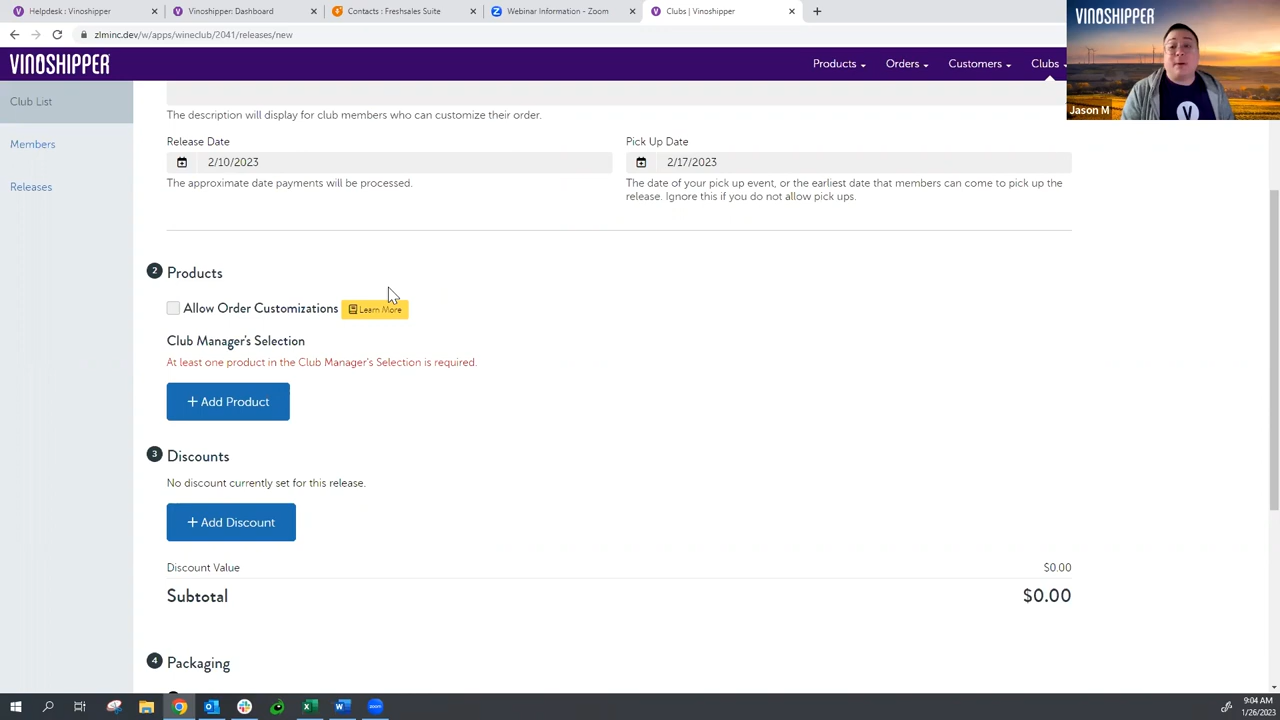 Helpdesk : Vinoshipper
Vinoshipper: Dashboard
Contacts : Freshsales Suite
Webinar Information - Zoom
Clubs | Vinoshipper
zlminc.dev/w/apps/wineclub/2041/releases/new
VINOSHIPPER
VINOSHIPPER
Products
Orders
Customers
Clubs
Jason M
Club List
Members
Releases
The description will display for club members who can customize their order.
Release Date
Pick Up Date
2/10/2023
2/17/2023
The approximate date payments will be processed.
The date of your pick up event, or the earliest date that members can come to pick up the
release. Ignore this if you do not allow pick ups.
2 Products
Allow Order Customizations Learn More
Club Manager's Selection
At least one product in the Club Manager's Selection is required.
+ Add Product
3 Discounts
No discount currently set for this release.
+ Add Discount
Discount Value $0.00
Subtotal $0.00
4 Packaging
9:04 AM
1/26/2023